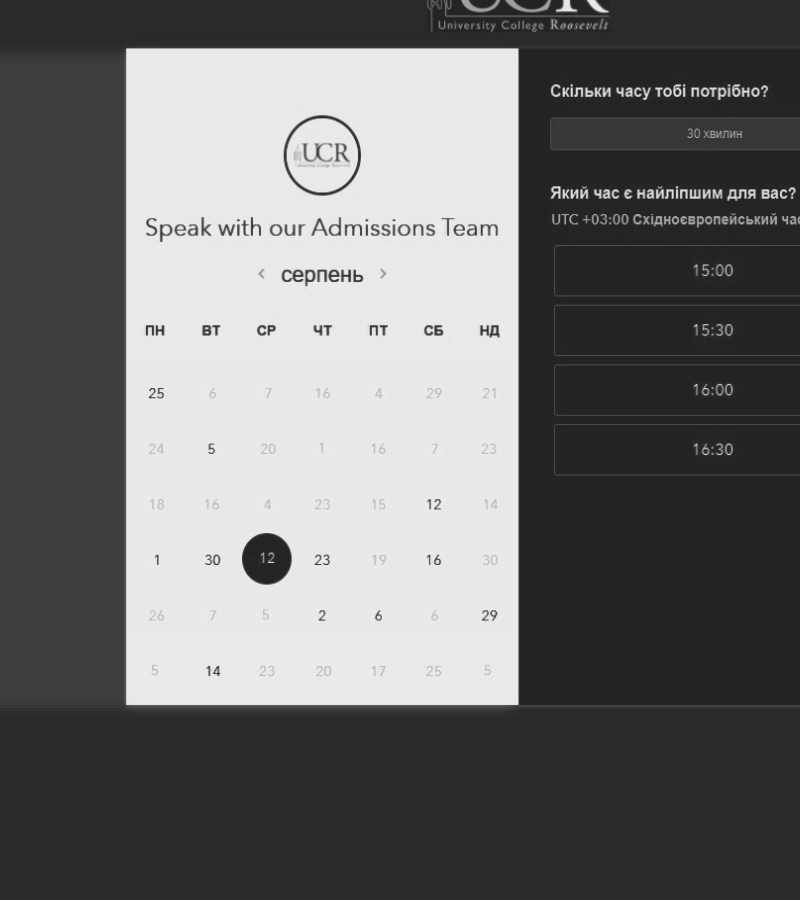 UCR
University College Roosevelt
UCR
Speak with our Admissions Team
серпень
ПН ВТ СР ЧТ ПТ СБ НД
25 6 7 16 4 29 21
24 5 20 1 16 7 23
18 16 4 23 15 12 14
1 30 12 23 19 16 30
26 7 5 2 6 6 29
5 14 23 20 17 25 5
Скільки часу тобі потрібно?
30 хвилин
Який час є найліпшим для вас?
UTC +03:00 Східноєвропейський час
15:00
15:30
16:00
16:30